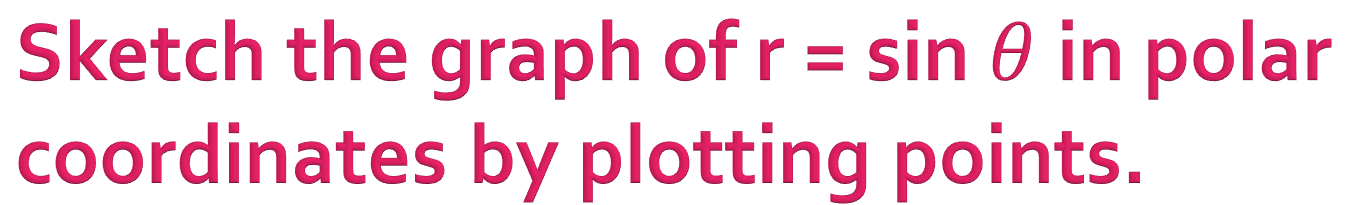 Sketch the graph of r = sin θ in polar
coordinates by plotting points.